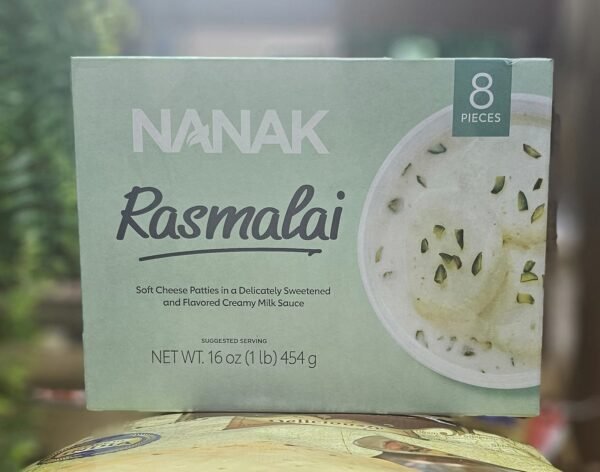 8
PIECES
NANAK
Rasmalai
Soft Cheese Patties in a Delicately Sweetened
and Flavored Creamy Milk Sauce
SUGGESTED SERVING
NET WT. 16 oz (1 lb) 454 g